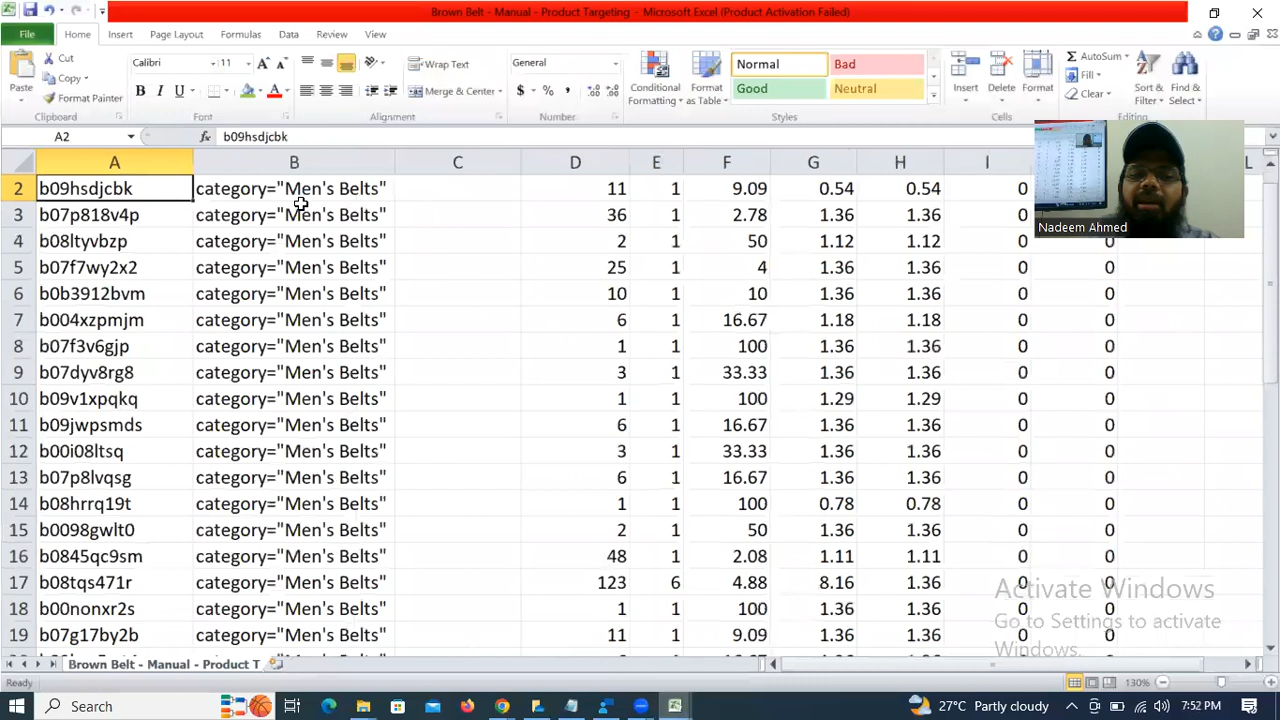 Brown Belt - Manual - Product Targeting - Microsoft Excel (Product Activation Failed)
File Home Insert Page Layout Formulas Data Review View
Paste Cut Copy Format Painter Clipboard
Calibri 11 B I U Font
Wrap Text Merge & Center Alignment
General $ % , Number
Conditional Formatting Format as Table
Normal Bad
Good Neutral
Styles
Insert Delete Format Cells
AutoSum Fill Clear Sort & Filter Find & Select Editing
A2 fx b09hsdjcbk
A B C D E F G H I L
2 b09hsdjcbk category="Men's Belts" 11 1 9.09 0.54 0.54 0
3 b07p818v4p category="Men's Belts" 36 1 2.78 1.36 1.36 0
Nadeem Ahmed
4 b08ltyvbzp category="Men's Belts" 2 1 50 1.12 1.12 0 0
5 b07f7wy2x2 category="Men's Belts" 25 1 4 1.36 1.36 0 0
6 b0b3912bvm category="Men's Belts" 10 1 10 1.36 1.36 0 0
7 b004xzpmjm category="Men's Belts" 6 1 16.67 1.18 1.18 0 0
8 b07f3v6gjp category="Men's Belts" 1 1 100 1.36 1.36 0 0
9 b07dyv8rg8 category="Men's Belts" 3 1 33.33 1.36 1.36 0 0
10 b09v1xpqkq category="Men's Belts" 1 1 100 1.29 1.29 0 0
11 b09jwpsmds category="Men's Belts" 6 1 16.67 1.36 1.36 0 0
12 b00i08ltsq category="Men's Belts" 3 1 33.33 1.36 1.36 0 0
13 b07p8lvqsg category="Men's Belts" 6 1 16.67 1.36 1.36 0 0
14 b08hrrq19t category="Men's Belts" 1 1 100 0.78 0.78 0 0
15 b0098gwlt0 category="Men's Belts" 2 1 50 1.36 1.36 0 0
16 b0845qc9sm category="Men's Belts" 48 1 2.08 1.11 1.11 0 0
17 b08tqs471r category="Men's Belts" 123 6 4.88 8.16 1.36 0 0
18 b00nonxr2s category="Men's Belts" 1 1 100 1.36 1.36 0 0
19 b07g17by2b category="Men's Belts" 11 1 9.09 1.36 1.36 0 0
Activate Windows
Go to Settings to activate
Windows.
Brown Belt - Manual - Product T
Ready 130%
Search 27°C Partly cloudy 7:52 PM